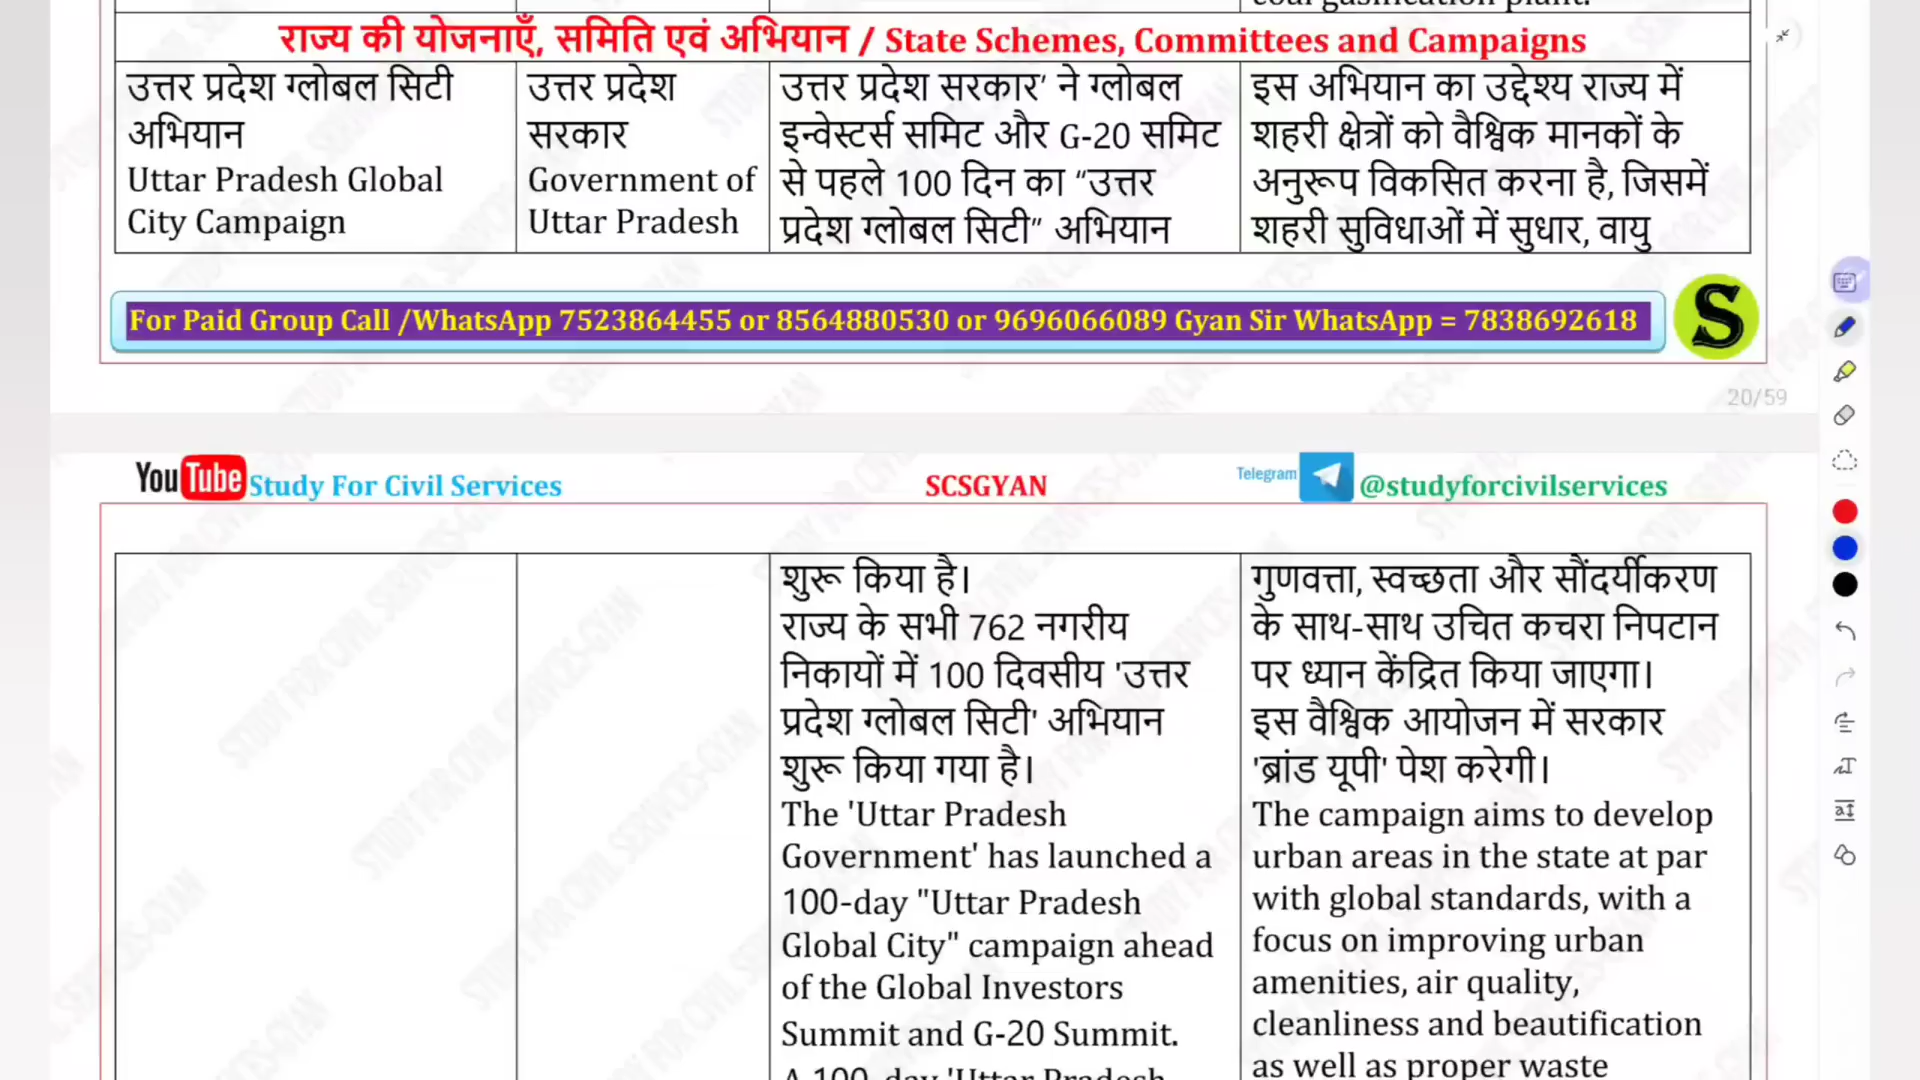 coal gasification plant.
राज्य की योजनाएँ, समिति एवं अभियान / State Schemes, Committees and Campaigns
उत्तर प्रदेश ग्लोबल सिटी
अभियान
Uttar Pradesh Global
City Campaign
उत्तर प्रदेश
सरकार
Government of
Uttar Pradesh
उत्तर प्रदेश सरकार’ ने ग्लोबल
इन्वेस्टर्स समिट और G-20 समिट
से पहले 100 दिन का “उत्तर
प्रदेश ग्लोबल सिटी” अभियान
इस अभियान का उद्देश्य राज्य में
शहरी क्षेत्रों को वैश्विक मानकों के
अनुरूप विकसित करना है, जिसमें
शहरी सुविधाओं में सुधार, वायु
For Paid Group Call /WhatsApp 7523864455 or 8564880530 or 9696066089 Gyan Sir WhatsApp = 7838692618
S
20/59
YouTube Study For Civil Services
SCSGYAN
Telegram @studyforcivilservices
शुरू किया है।
राज्य के सभी 762 नगरीय
निकायों में 100 दिवसीय 'उत्तर
प्रदेश ग्लोबल सिटी' अभियान
शुरू किया गया है।
The 'Uttar Pradesh
Government' has launched a
100-day "Uttar Pradesh
Global City" campaign ahead
of the Global Investors
Summit and G-20 Summit.
A 100-day 'Uttar Pradesh
गुणवत्ता, स्वच्छता और सौंदर्यीकरण
के साथ-साथ उचित कचरा निपटान
पर ध्यान केंद्रित किया जाएगा।
इस वैश्विक आयोजन में सरकार
'ब्रांड यूपी' पेश करेगी।
The campaign aims to develop
urban areas in the state at par
with global standards, with a
focus on improving urban
amenities, air quality,
cleanliness and beautification
as well as proper waste